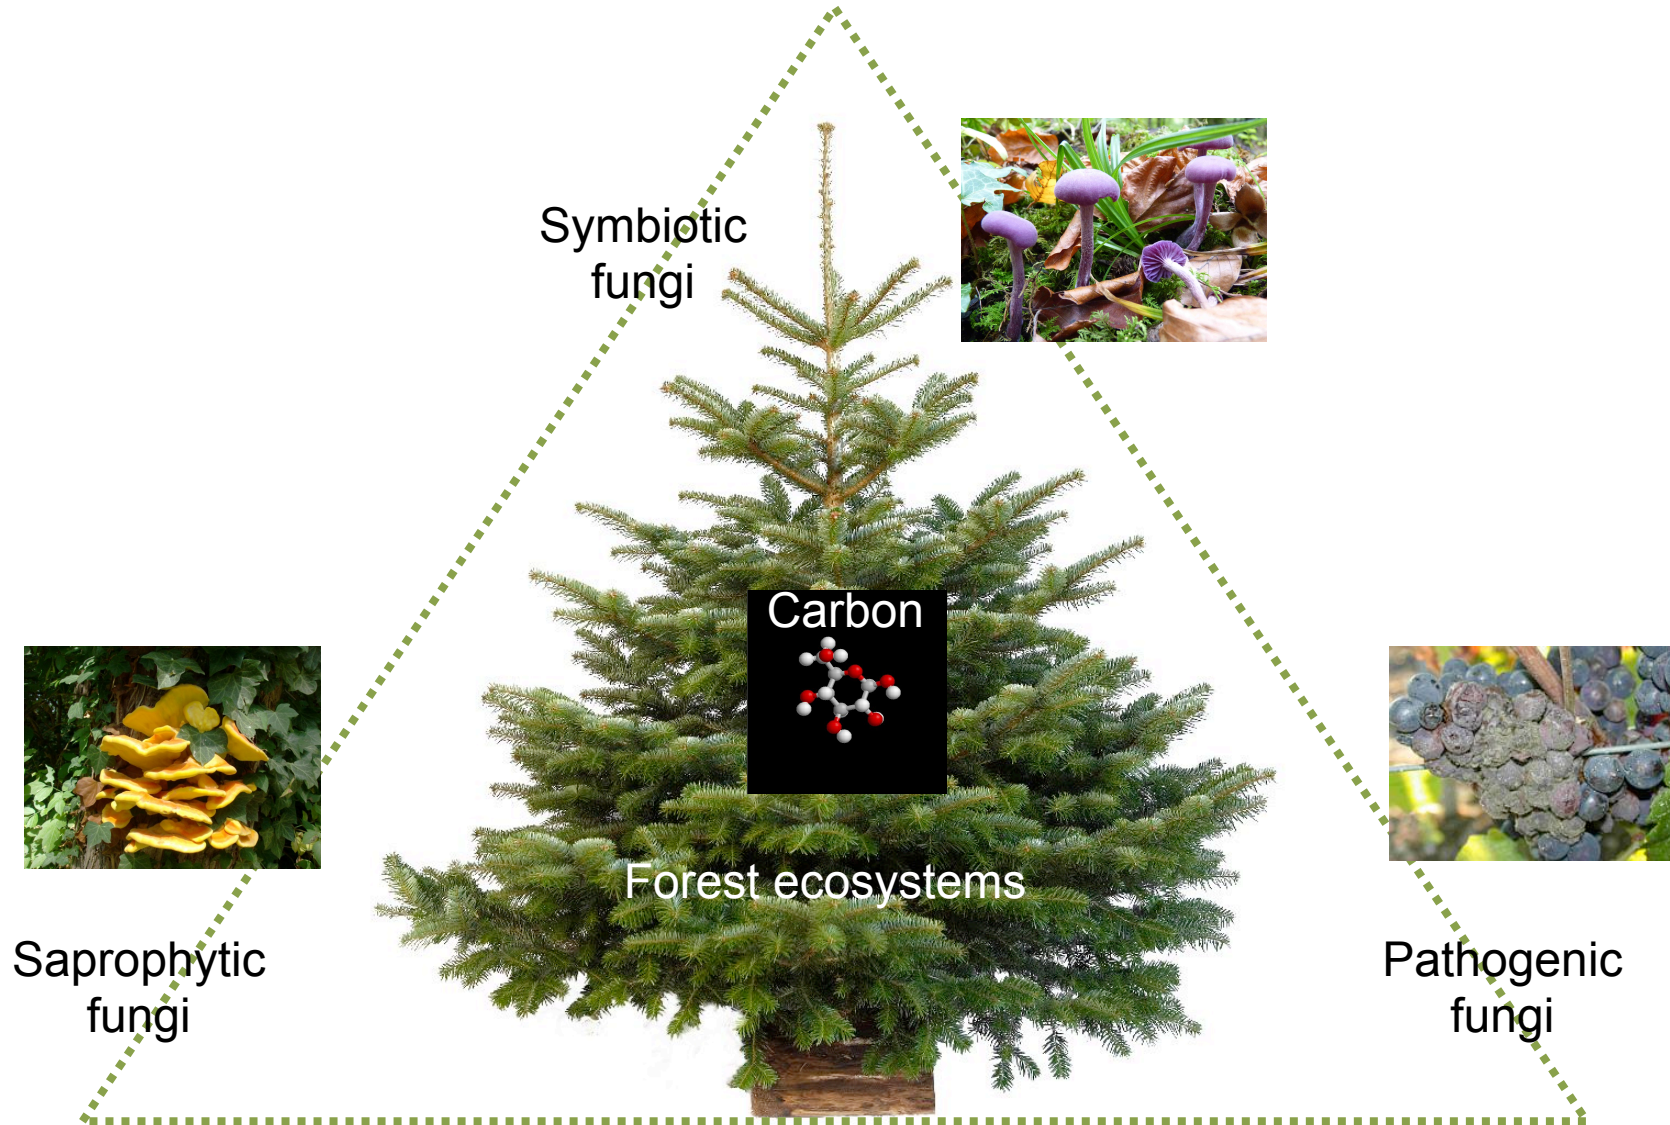 Symbiotic
fungi
Carbon
Forest ecosystems
Saprophytic
fungi
Pathogenic
fungi